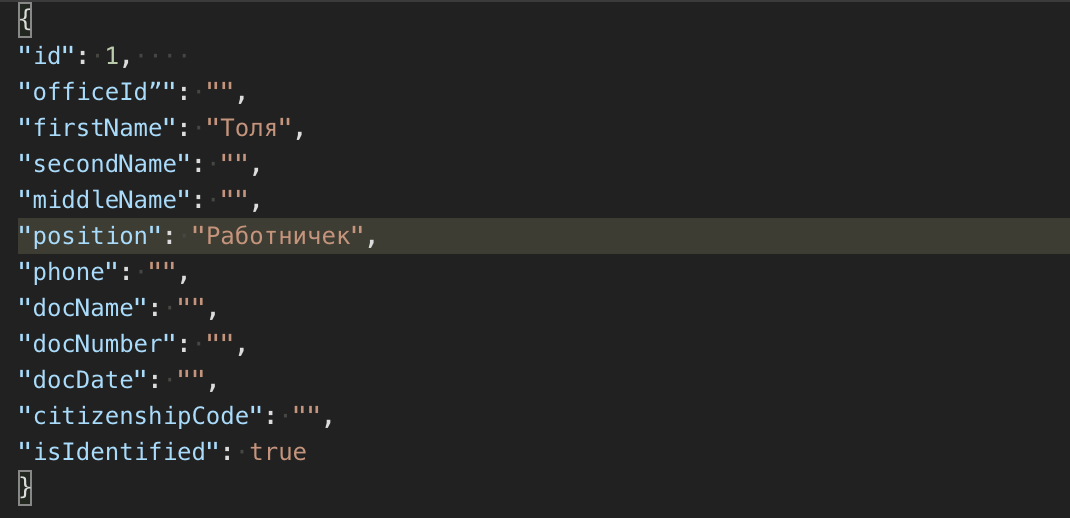 {
"id": 1,
"officeId”": "",
"firstName": "Толя",
"secondName": "",
"middleName": "",
"position": "Работничек",
"phone": "",
"docName": "",
"docNumber": "",
"docDate": "",
"citizenshipCode": "",
"isIdentified": true
}